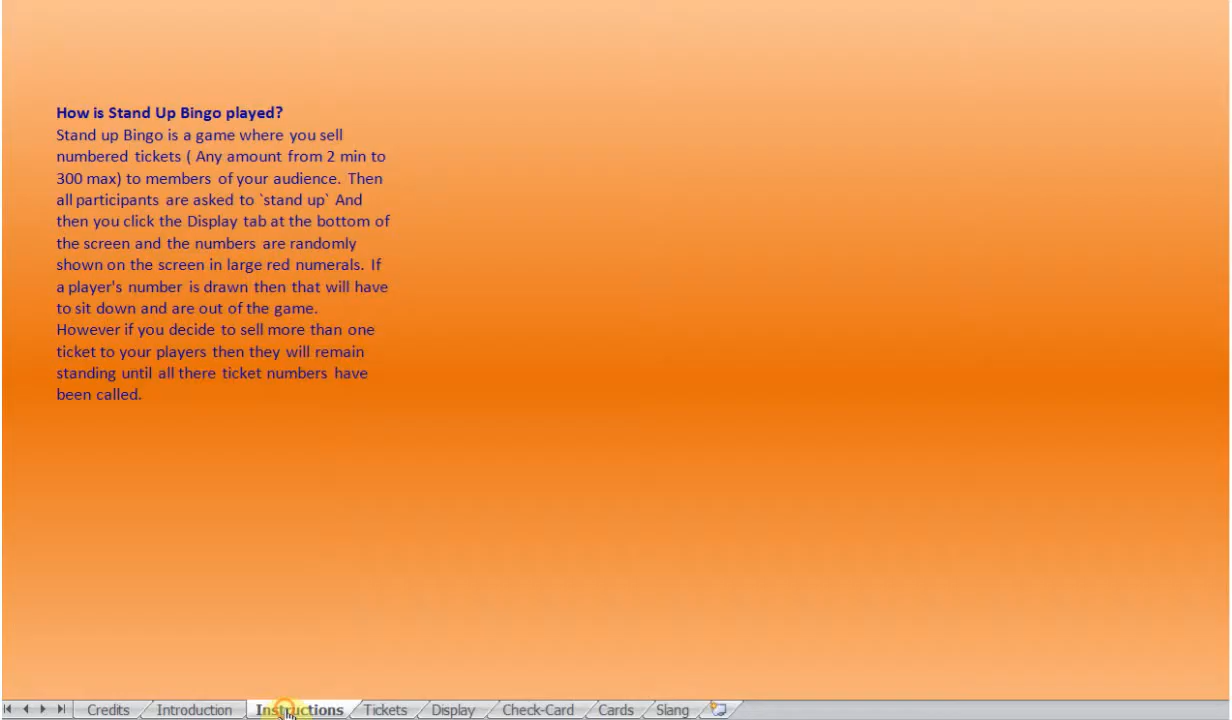 How is Stand Up Bingo played?
Stand up Bingo is a game where you sell
numbered tickets ( Any amount from 2 min to
300 max) to members of your audience. Then
all participants are asked to `stand up` And
then you click the Display tab at the bottom of
the screen and the numbers are randomly
shown on the screen in large red numerals. If
a player's number is drawn then that will have
to sit down and are out of the game.
However if you decide to sell more than one
ticket to your players then they will remain
standing until all there ticket numbers have
been called.
Credits Introduction Instructions Tickets Display Check-Card Cards Slang